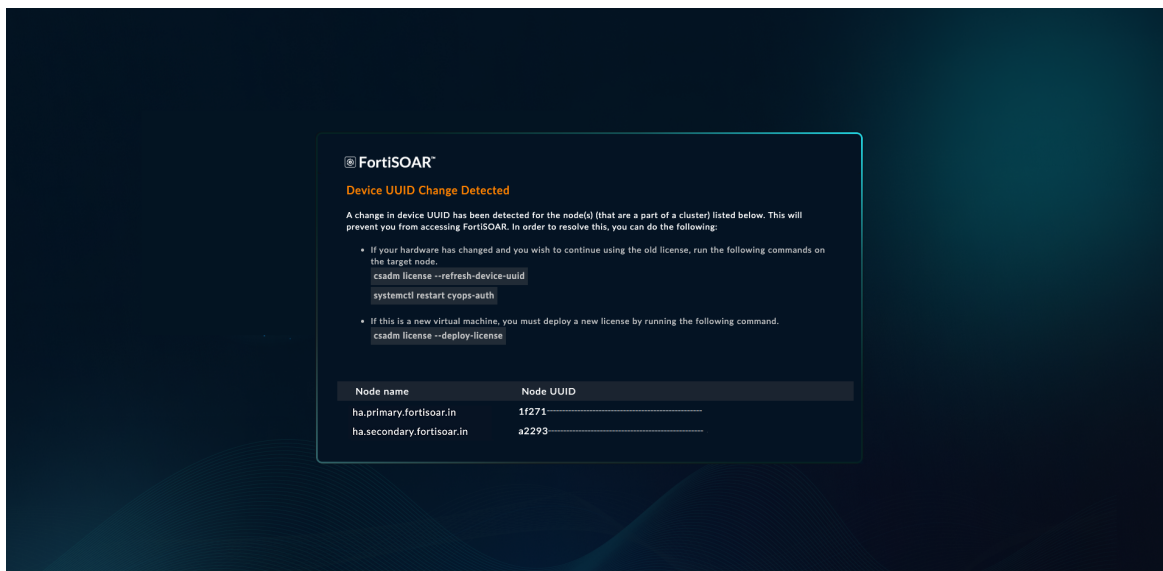 FortiSOAR™
Device UUID Change Detected
A change in device UUID has been detected for the node(s) (that are a part of a cluster) listed below. This will
prevent you from accessing FortiSOAR. In order to resolve this, you can do the following:
• If your hardware has changed and you wish to continue using the old license, run the following commands on
the target node.
csadm license --refresh-device-uuid
systemctl restart cyops-auth
• If this is a new virtual machine, you must deploy a new license by running the following command.
csadm license --deploy-license
Node name Node UUID
ha.primary.fortisoar.in 1f271--------------------------------------------------
ha.secondary.fortisoar.in a2293--------------------------------------------------